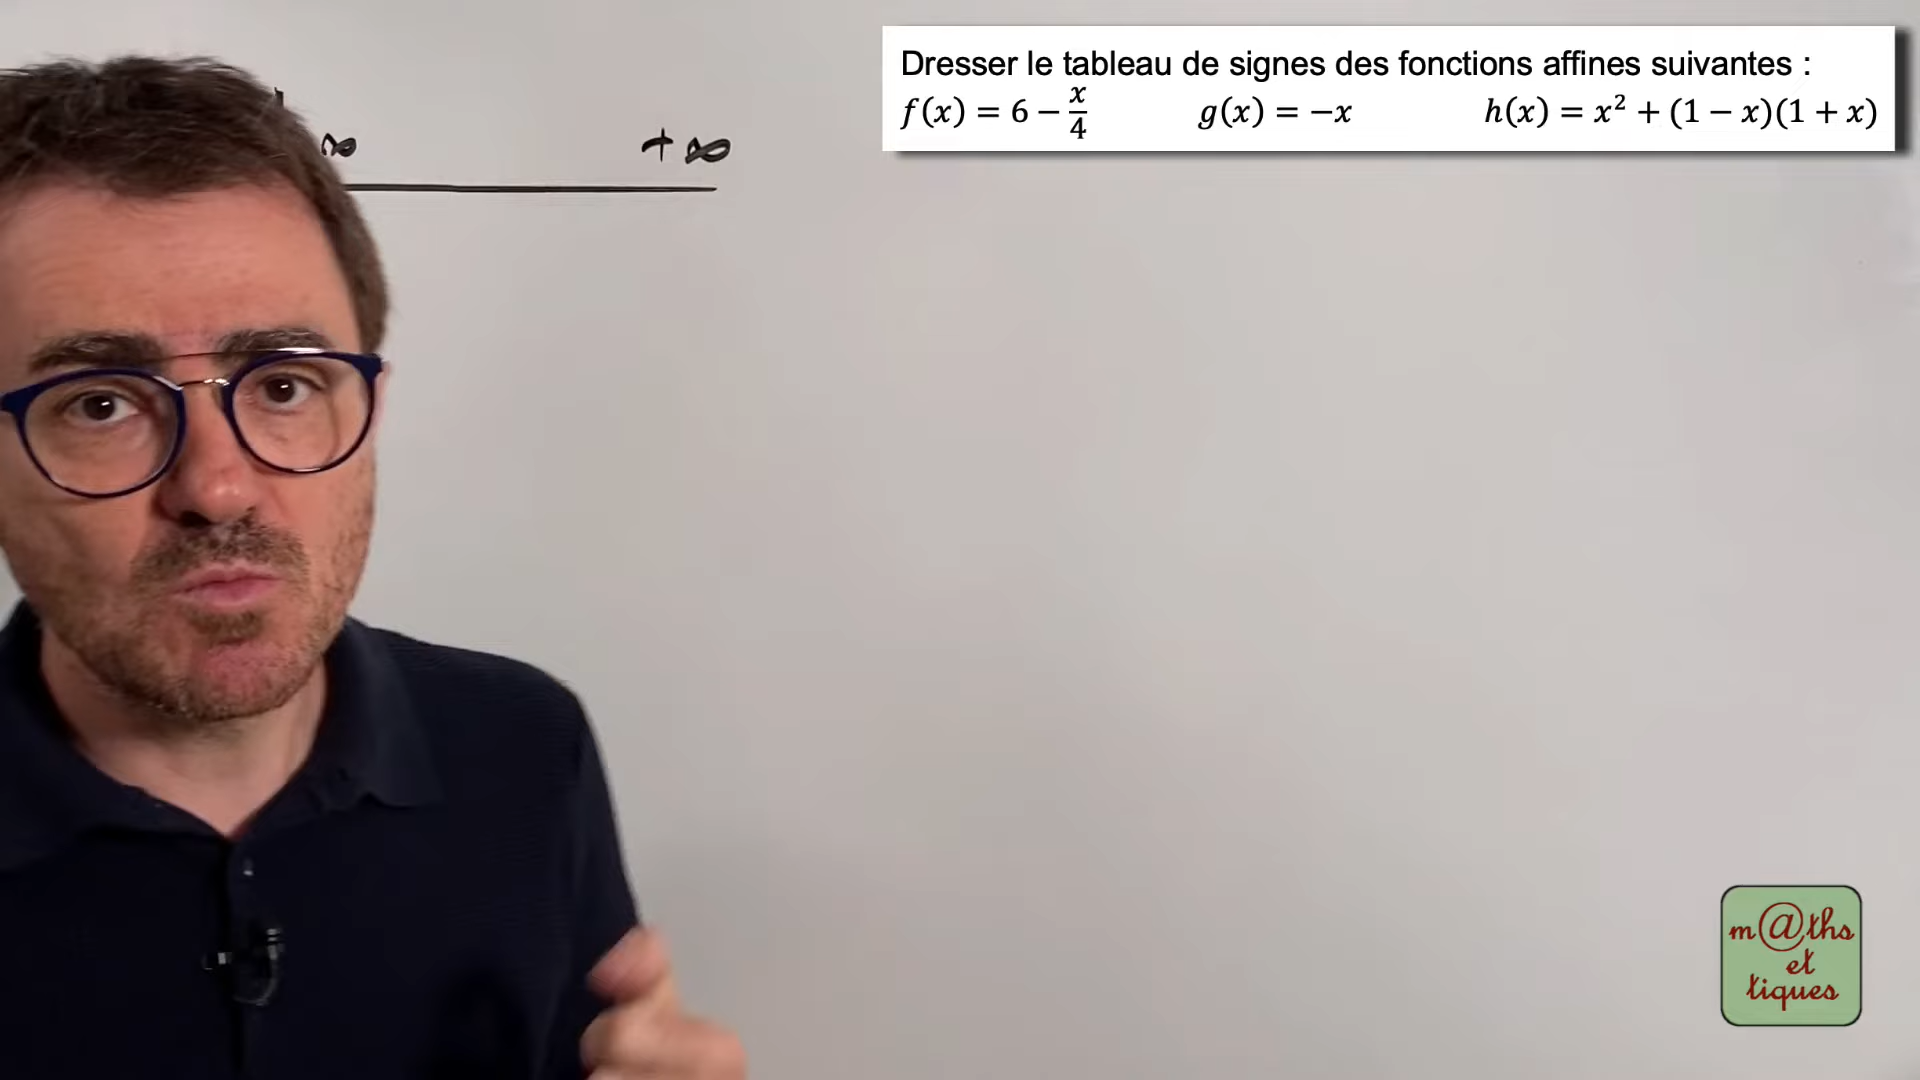 ∞ +∞
Dresser le tableau de signes des fonctions affines suivantes :
f(x) = 6 − x/4 g(x) = −x h(x) = x² + (1 − x)(1 + x)
m@ths
et
tiques